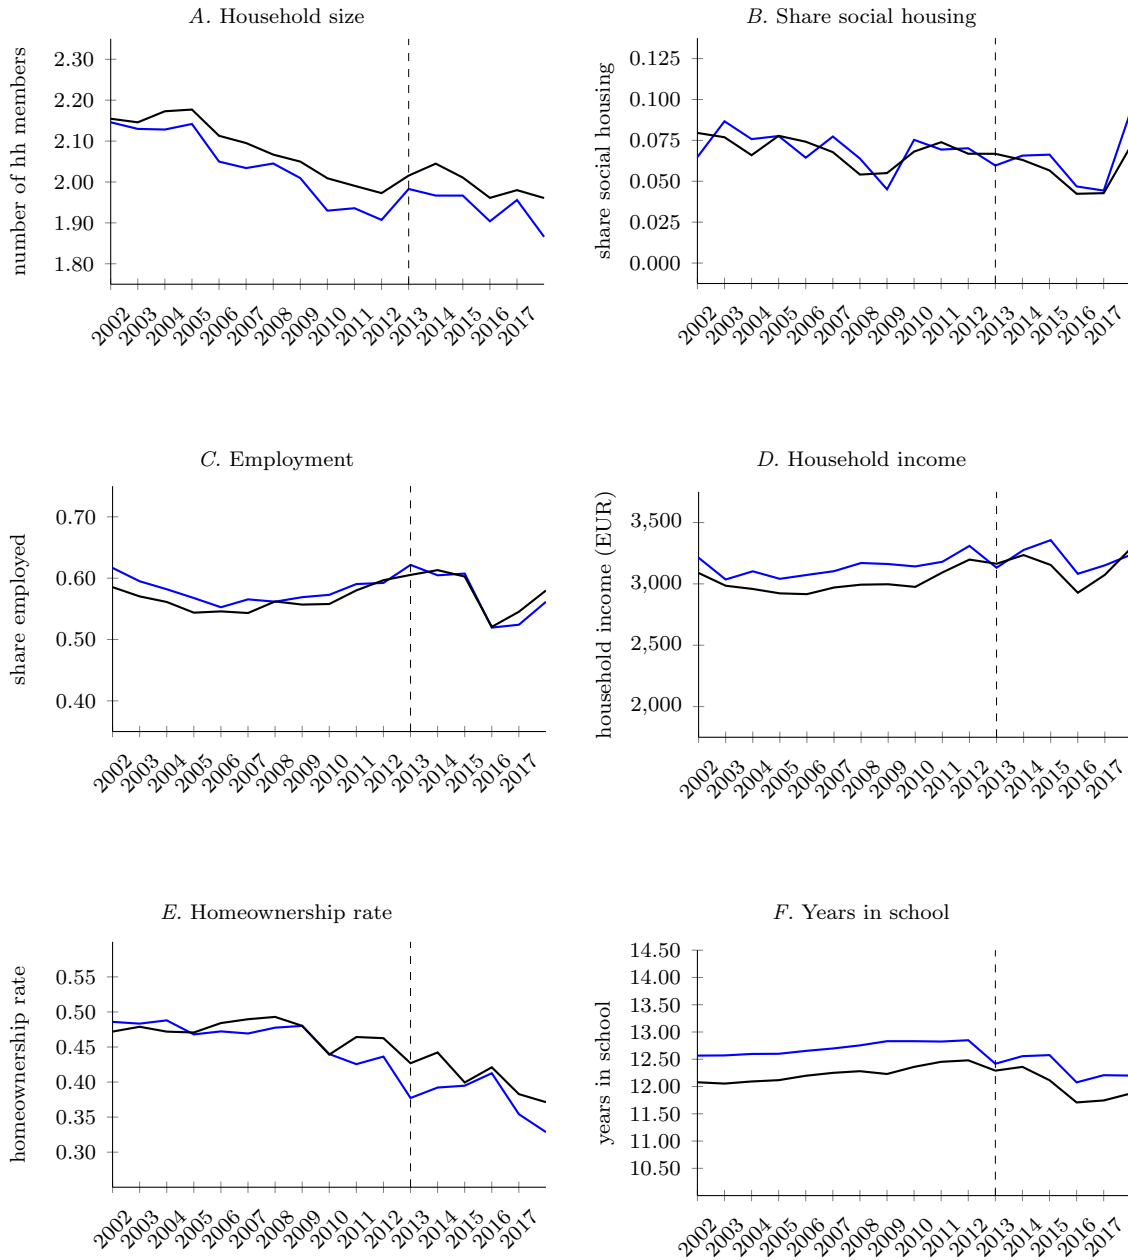 A. Household size
number of hh members
2.30
2.20
2.10
2.00
1.90
1.80
2002 2003 2004 2005 2006 2007 2008 2009 2010 2011 2012 2013 2014 2015 2016 2017
B. Share social housing
share social housing
0.125
0.100
0.075
0.050
0.025
0.000
2002 2003 2004 2005 2006 2007 2008 2009 2010 2011 2012 2013 2014 2015 2016 2017
C. Employment
share employed
0.70
0.60
0.50
0.40
2002 2003 2004 2005 2006 2007 2008 2009 2010 2011 2012 2013 2014 2015 2016 2017
D. Household income
household income (EUR)
3,500
3,000
2,500
2,000
2002 2003 2004 2005 2006 2007 2008 2009 2010 2011 2012 2013 2014 2015 2016 2017
E. Homeownership rate
homeownership rate
0.55
0.50
0.45
0.40
0.35
0.30
2002 2003 2004 2005 2006 2007 2008 2009 2010 2011 2012 2013 2014 2015 2016 2017
F. Years in school
years in school
14.50
14.00
13.50
13.00
12.50
12.00
11.50
11.00
10.50
2002 2003 2004 2005 2006 2007 2008 2009 2010 2011 2012 2013 2014 2015 2016 2017